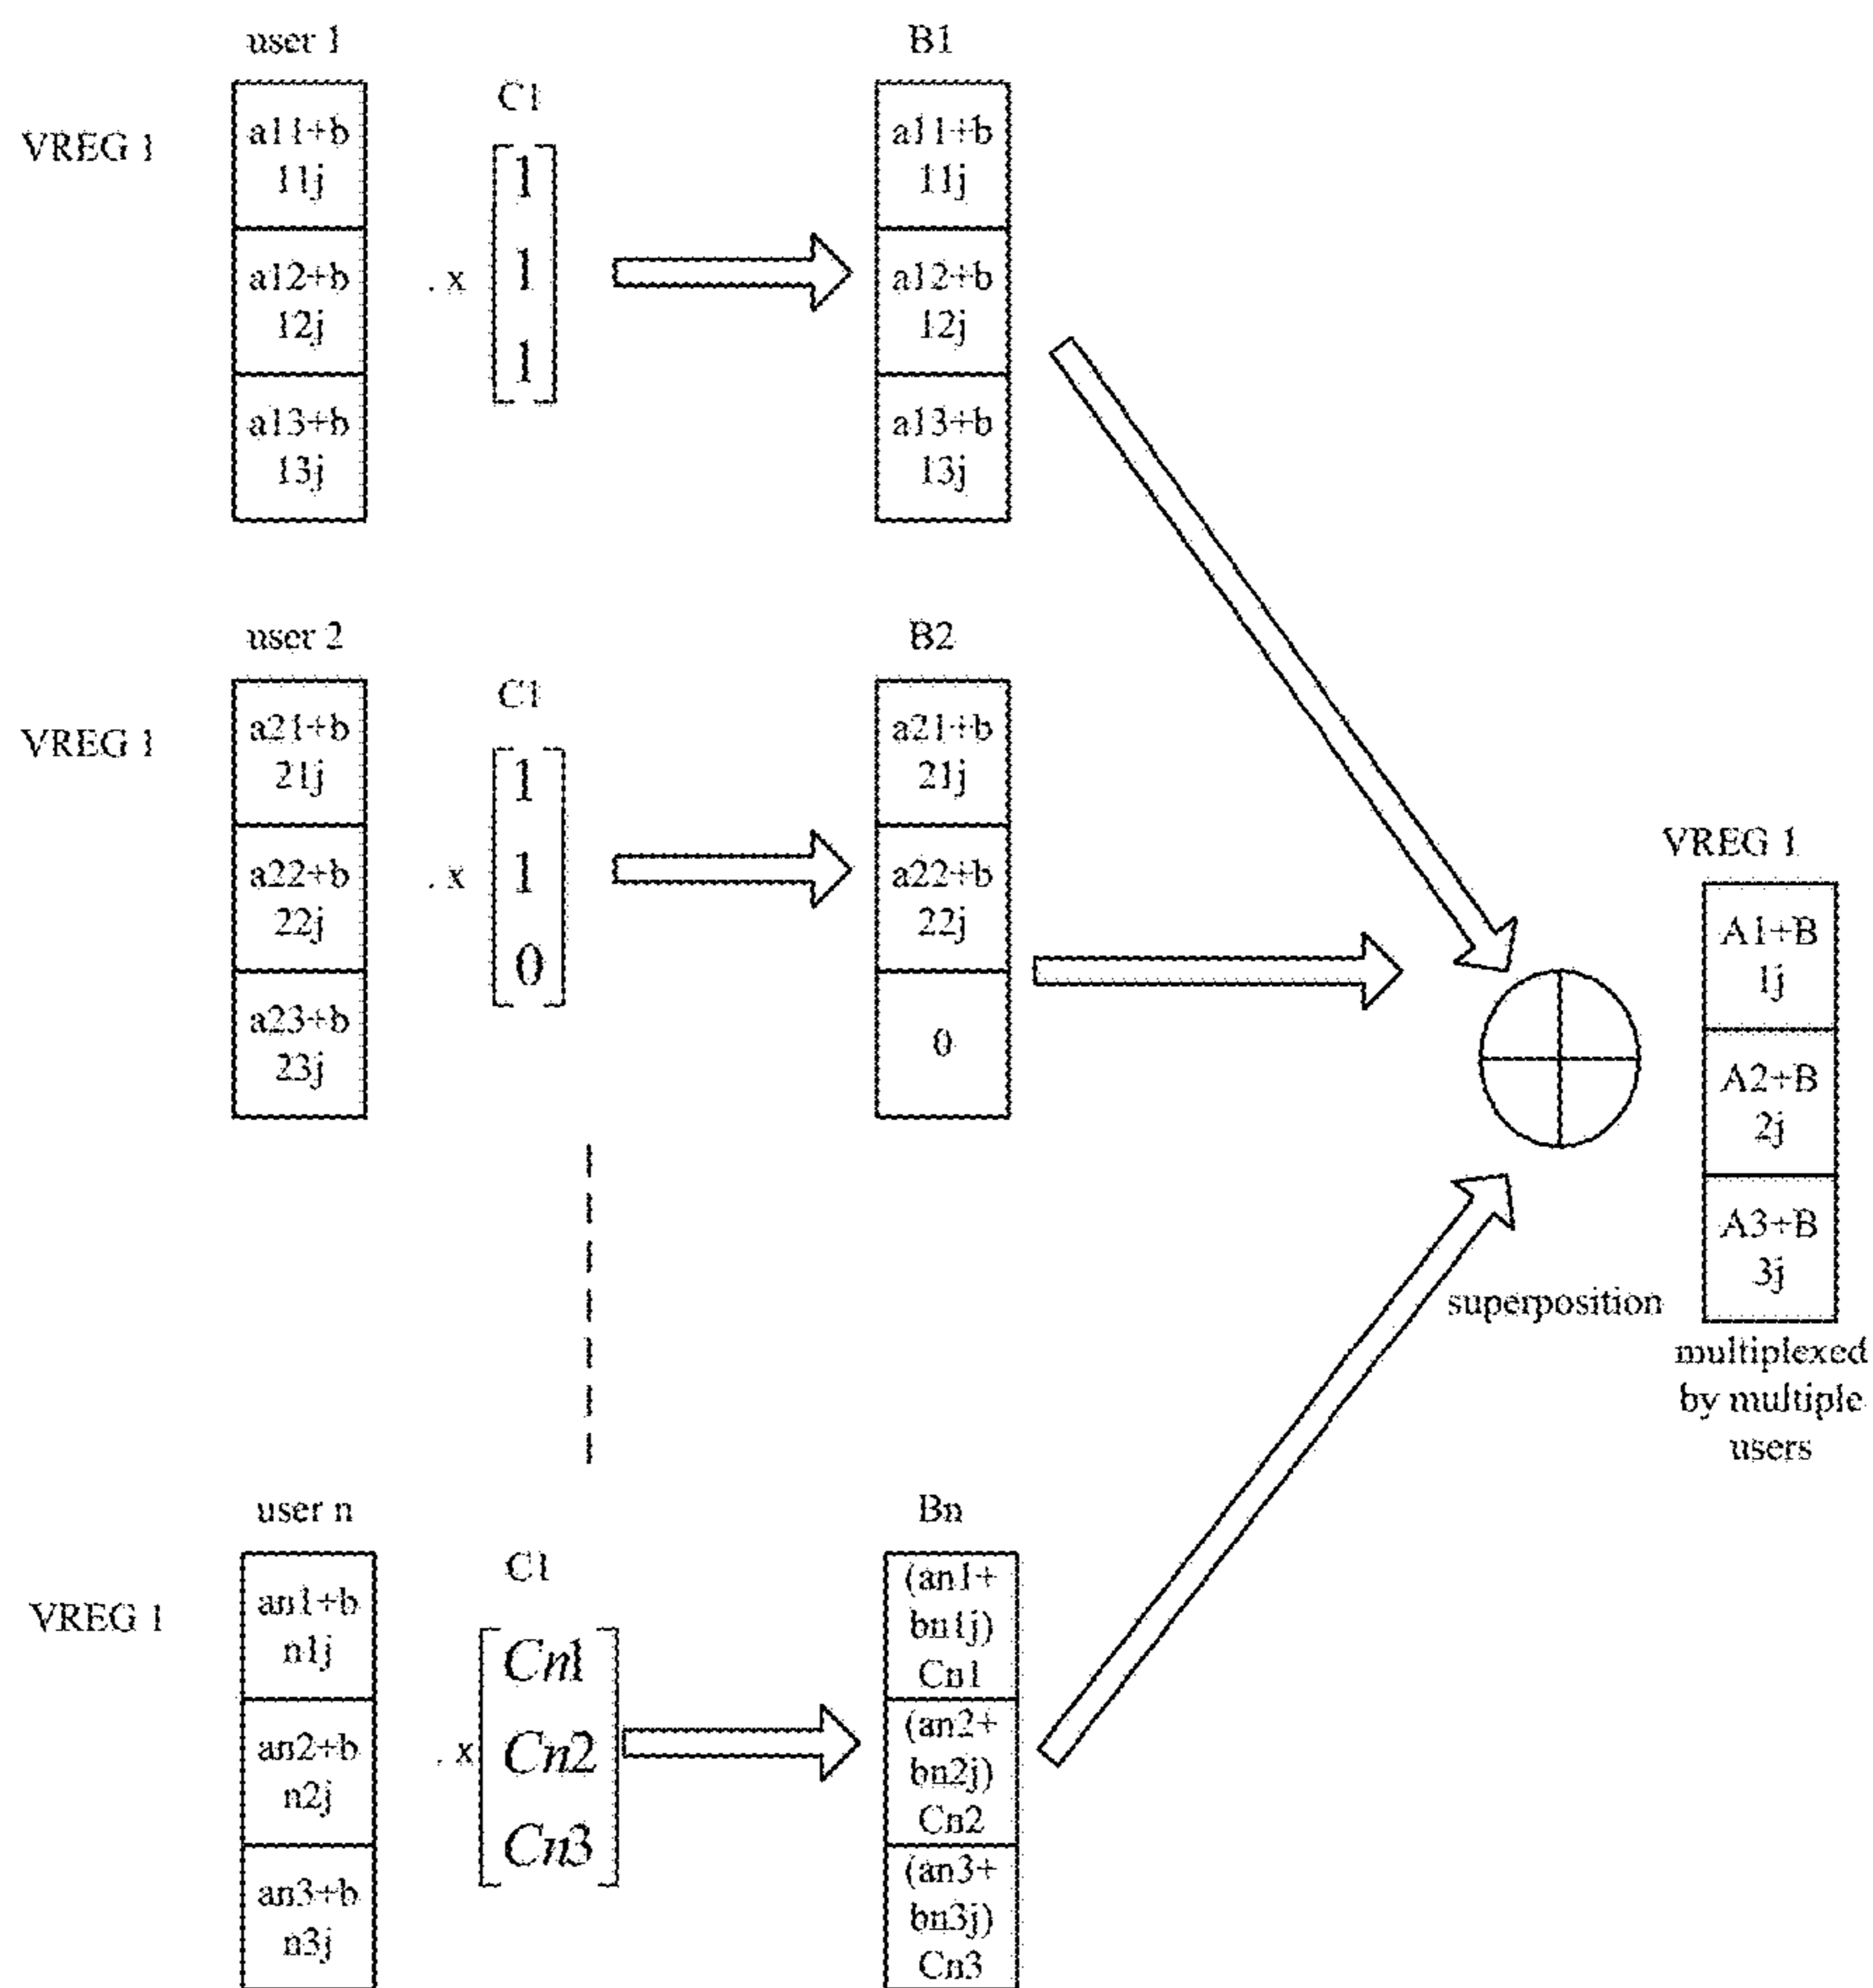 user 1
B1
VREG 1
C1
a11+b
11j
a12+b
12j
a13+b
13j
. x
1
1
1
a11+b
11j
a12+b
12j
a13+b
13j
user 2
B2
VREG 1
C1
a21+b
21j
a22+b
22j
a23+b
23j
. x
1
1
0
a21+b
21j
a22+b
22j
0
VREG 1
A1+B
1j
A2+B
2j
A3+B
3j
superposition
multiplexed
by multiple
users
user n
Bn
VREG 1
C1
an1+b
n1j
an2+b
n2j
an3+b
n3j
. x
Cn1
Cn2
Cn3
(an1+
bn1j)
Cn1
(an2+
bn2j)
Cn2
(an3+
bn3j)
Cn3